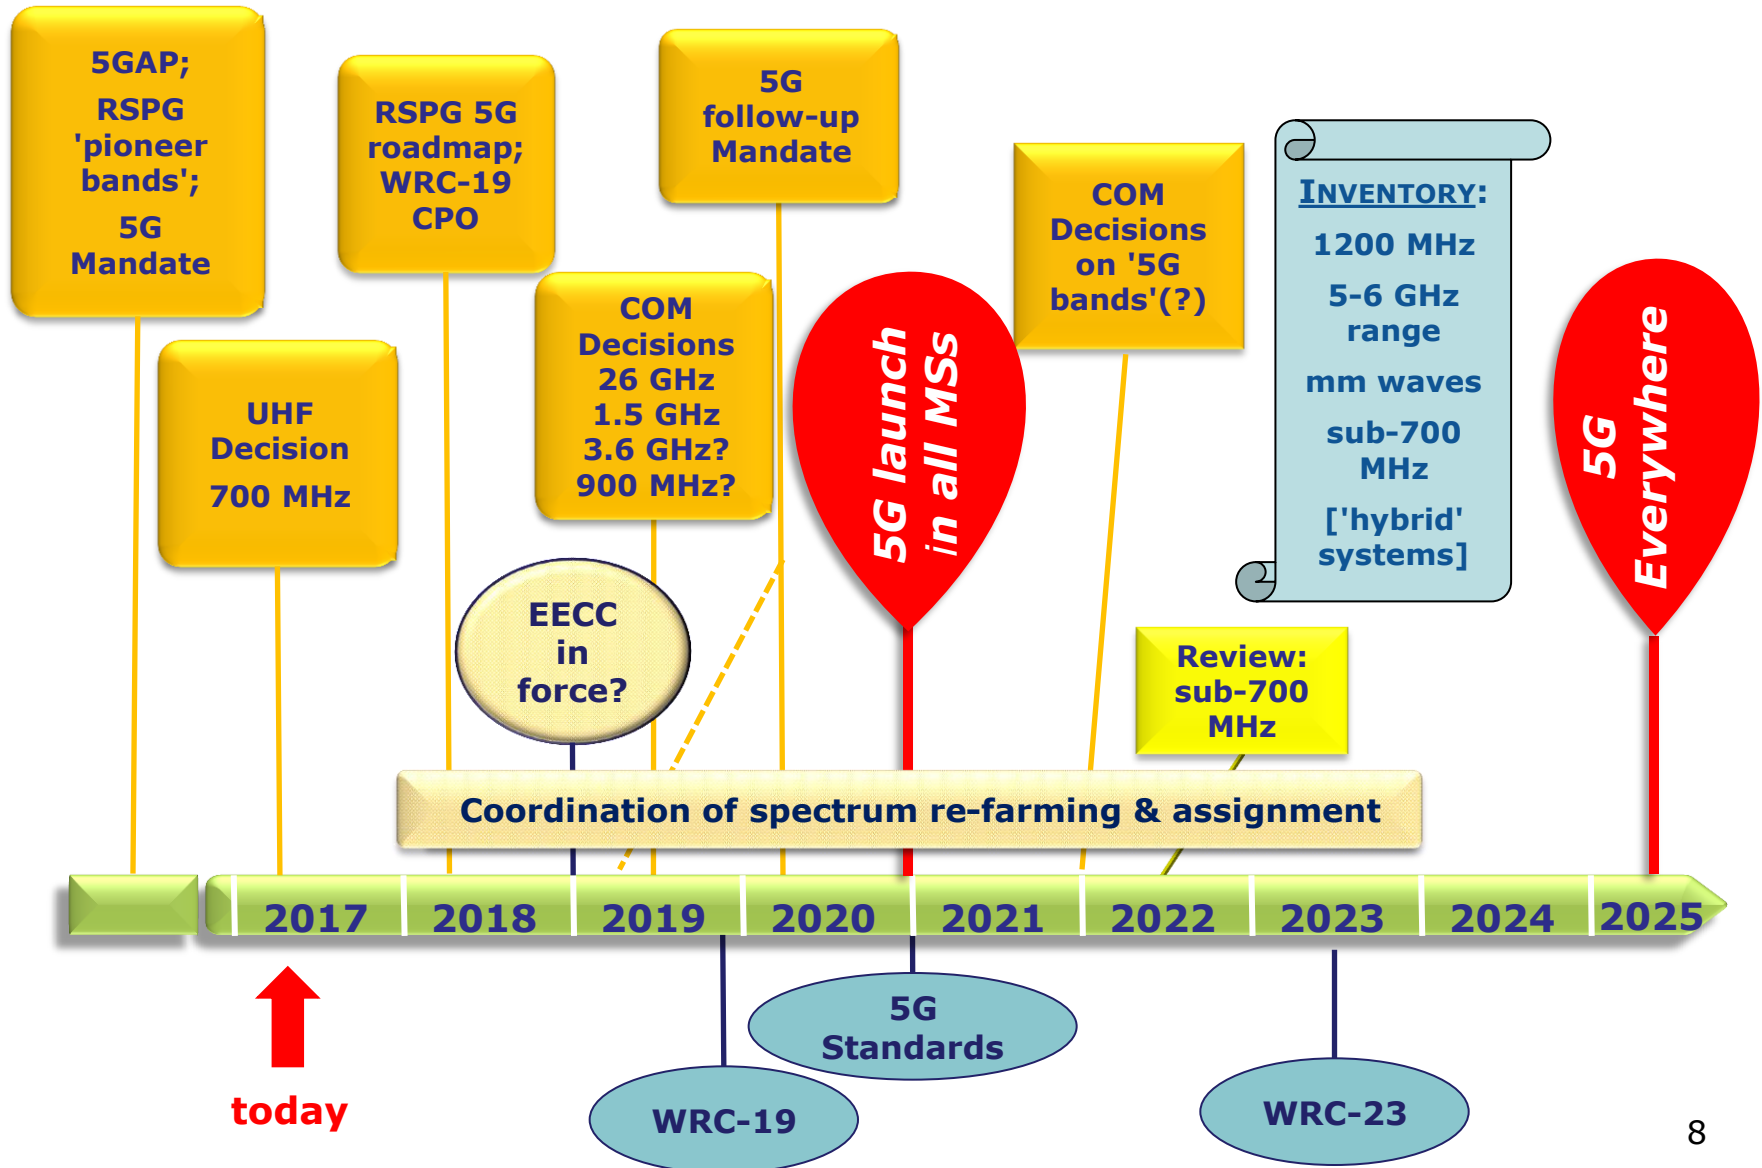 5GAP;
RSPG
'pioneer
bands';
5G
Mandate
UHF
Decision
700 MHz
RSPG 5G
roadmap;
WRC-19
CPO
COM
Decisions
26 GHz
1.5 GHz
3.6 GHz?
900 MHz?
5G
follow-up
Mandate
5G launch
in all MSs
COM
Decisions
on '5G
bands'(?)
INVENTORY:
1200 MHz
5-6 GHz
range
mm waves
sub-700
MHz
['hybrid'
systems]
5G
Everywhere
EECC
in
force?
Review:
sub-700
MHz
Coordination of spectrum re-farming & assignment
2017
2018
2019
2020
2021
2022
2023
2024
2025
today
WRC-19
5G
Standards
WRC-23
8